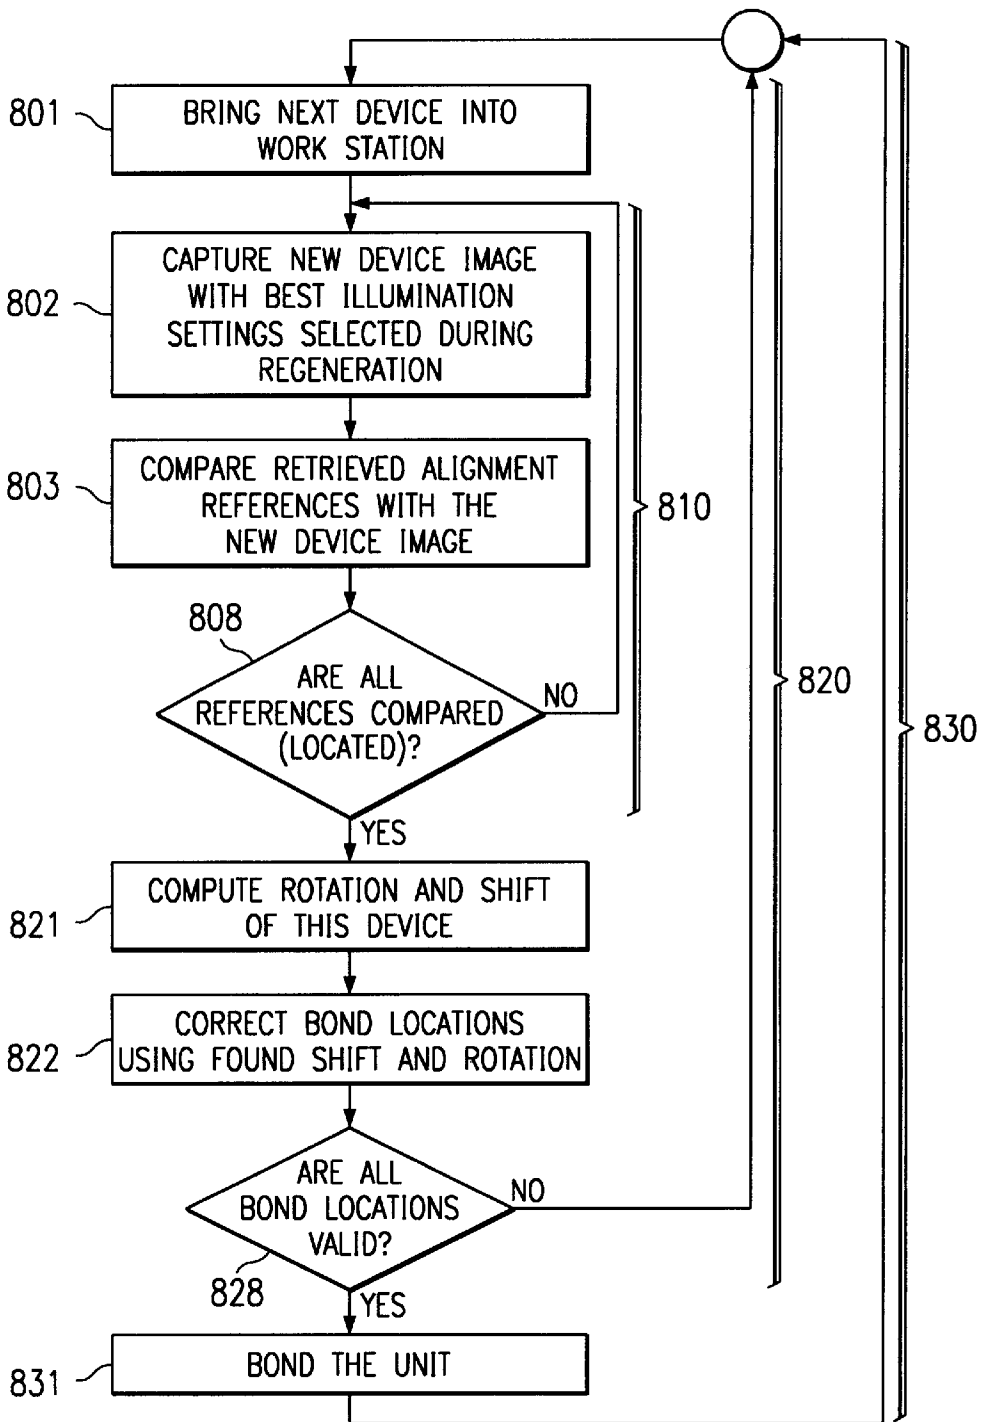 801
BRING NEXT DEVICE INTO
WORK STATION
802
CAPTURE NEW DEVICE IMAGE
WITH BEST ILLUMINATION
SETTINGS SELECTED DURING
REGENERATION
803
COMPARE RETRIEVED ALIGNMENT
REFERENCES WITH THE
NEW DEVICE IMAGE
810
808
ARE ALL
REFERENCES COMPARED
(LOCATED)?
NO
820
830
YES
821
COMPUTE ROTATION AND SHIFT
OF THIS DEVICE
822
CORRECT BOND LOCATIONS
USING FOUND SHIFT AND ROTATION
ARE ALL
BOND LOCATIONS
VALID?
NO
828
YES
831
BOND THE UNIT